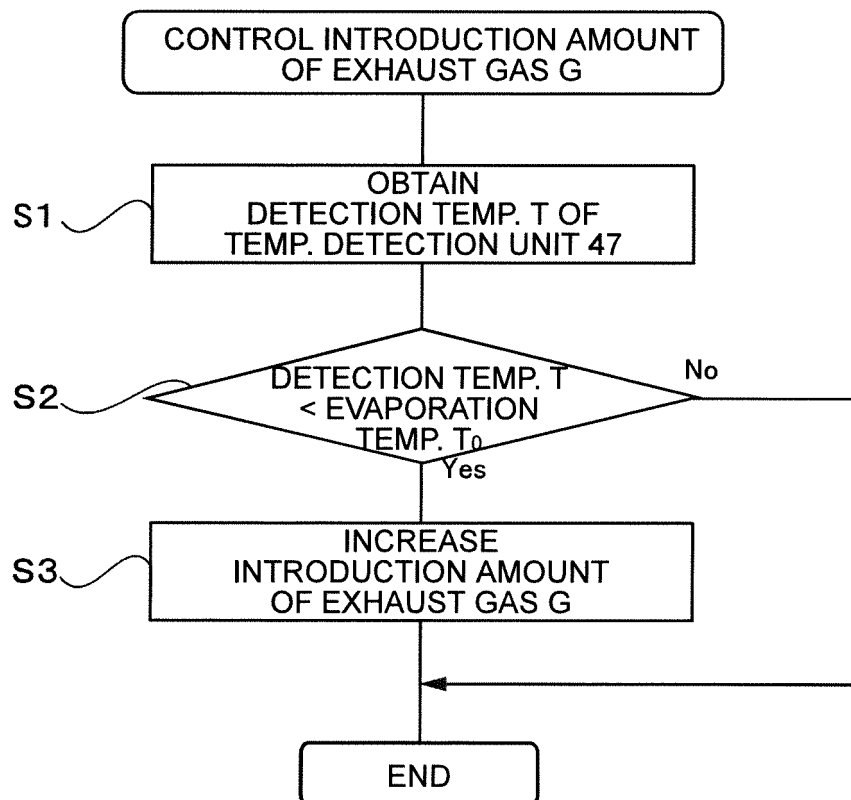 CONTROL INTRODUCTION AMOUNT
OF EXHAUST GAS G
S1
OBTAIN
DETECTION TEMP. T OF
TEMP. DETECTION UNIT 47
S2
DETECTION TEMP. T
< EVAPORATION
TEMP. T₀
No
Yes
S3
INCREASE
INTRODUCTION AMOUNT
OF EXHAUST GAS G
END